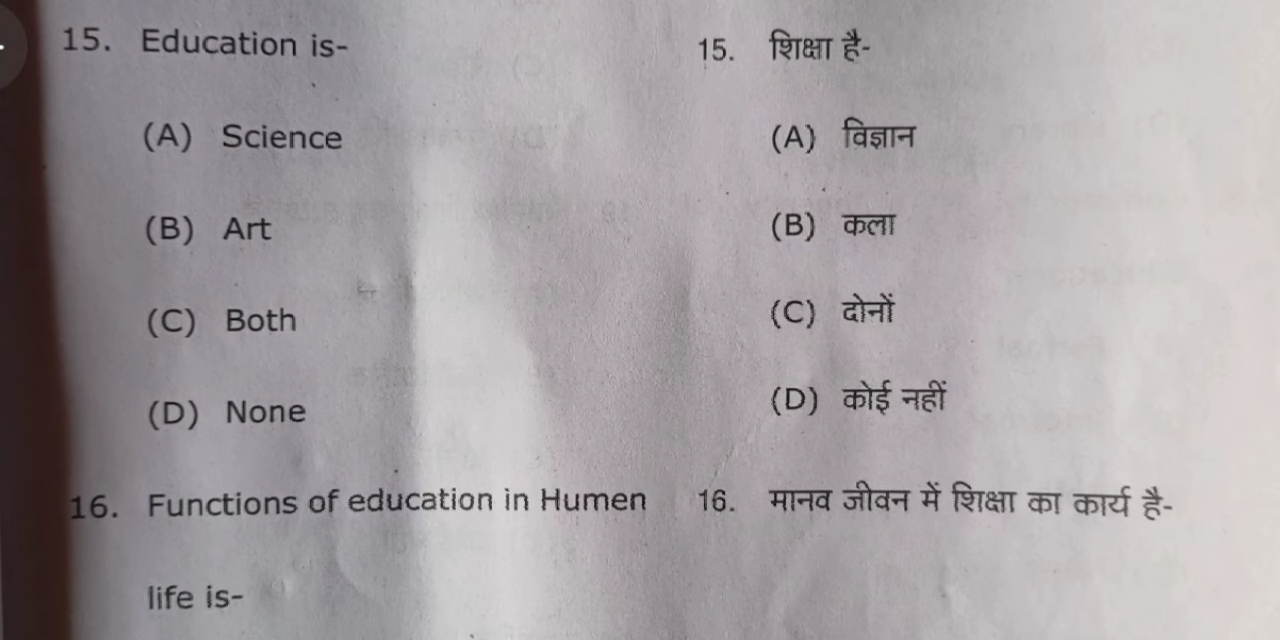 15. Education is-
(A) Science
(B) Art
(C) Both
(D) None
16. Functions of education in Humen
life is-
15. शिक्षा है-
(A) विज्ञान
(B) कला
(C) दोनों
(D) कोई नहीं
16. मानव जीवन में शिक्षा का कार्य है-